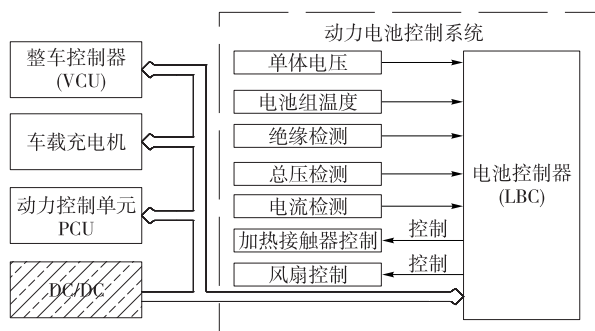 动力电池控制系统
整车控制器
(VCU)
车载充电机
动力控制单元
PCU
DC/DC
单体电压
电池组温度
绝缘检测
总压检测
电流检测
加热接触器控制
风扇控制
控制
控制
电池控制器
(LBC)